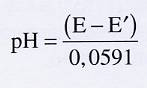 pH = (E – E′) / 0,0591